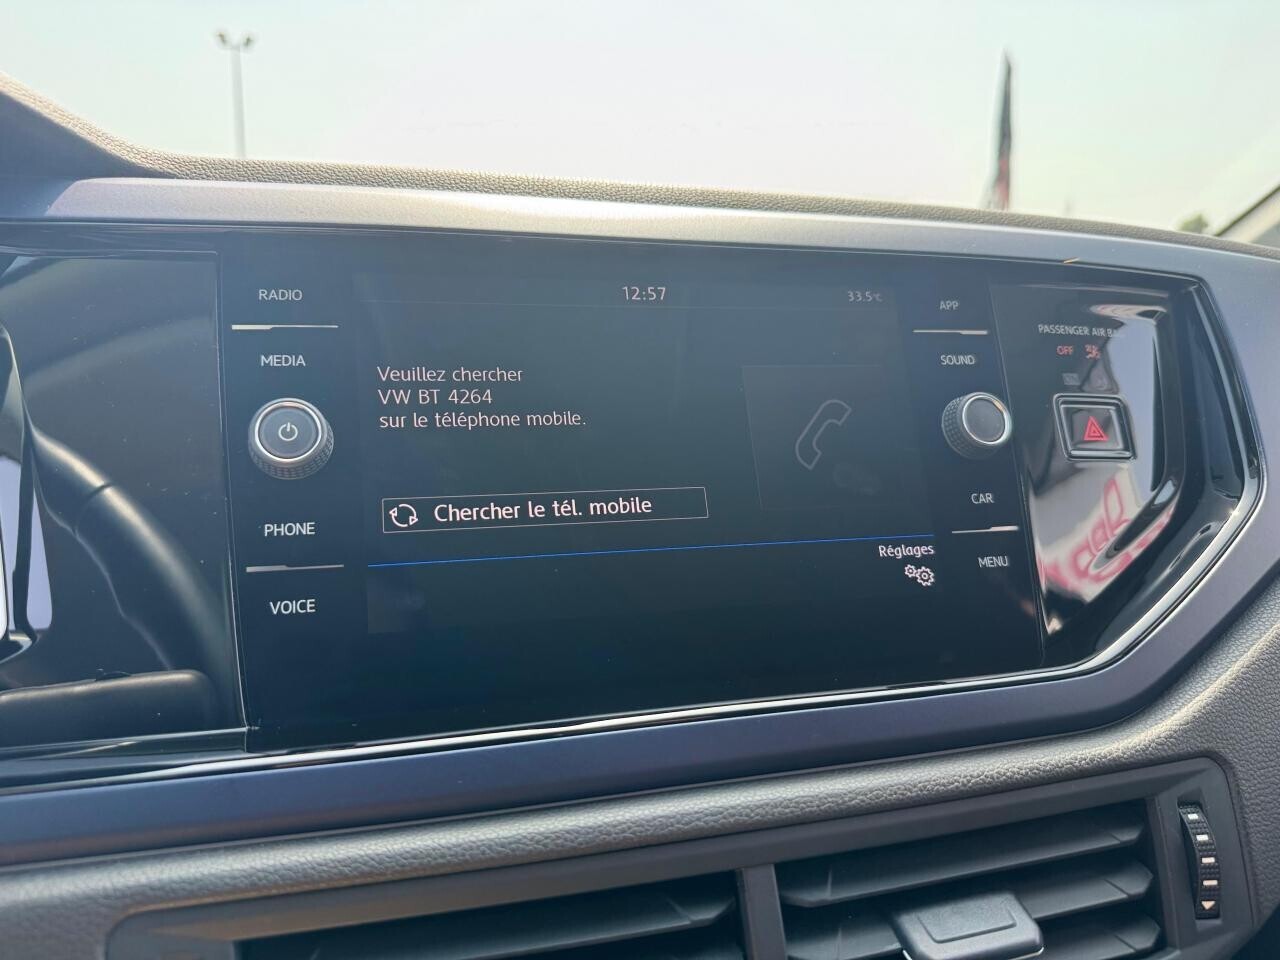 RADIO
MEDIA
PHONE
VOICE
12:57
33.5°C
Veuillez chercher
VW BT 4264
sur le téléphone mobile.
Chercher le tél. mobile
Réglages
APP
SOUND
CAR
MENU
PASSENGER AIR
OFF